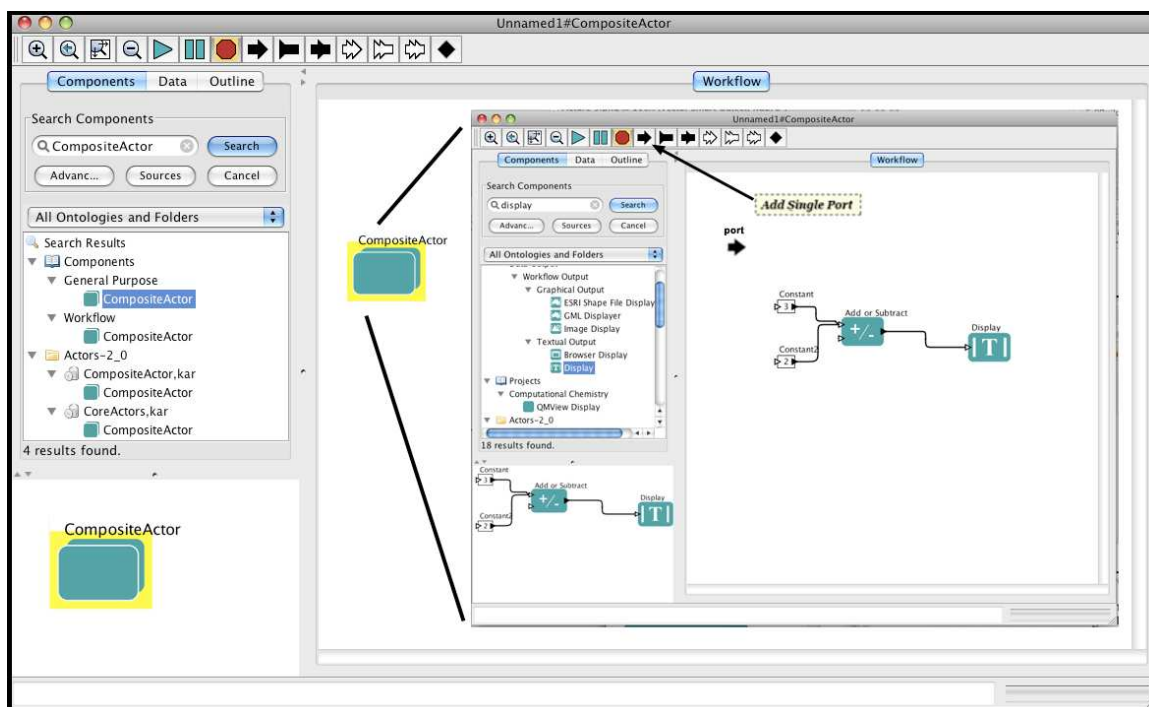 Unnamed1#CompositeActor
Components Data Outline
Workflow
Search Components
CompositeActor Search
Advanc... Sources Cancel
All Ontologies and Folders
Search Results
Components
General Purpose
CompositeActor
Workflow
CompositeActor
Actors-2_0
CompositeActor,kar
CompositeActor
CoreActors,kar
CompositeActor
4 results found.
CompositeActor
CompositeActor
Unnamed1#CompositeActor
Components Data Outline
Workflow
Search Components
display Search
Advanc... Sources Cancel
All Ontologies and Folders
Workflow Output
Graphical Output
ESRI Shape File Display
GML Displayer
Image Display
Textual Output
Browser Display
T Display
Projects
Computational Chemistry
QMView Display
Actors-2_0
18 results found.
Constant
3
Add or Subtract
+/-
Display
T
Constant2
2
Add Single Port
port
Constant
3
Add or Subtract
+/-
Display
T
Constant2
2